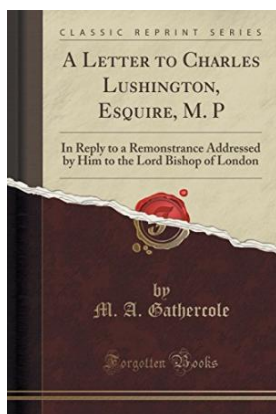 CLASSIC REPRINT SERIES
A LETTER TO CHARLES
LUSHINGTON,
ESQUIRE, M. P
In Reply to a Remonstrance Addressed
by Him to the Lord Bishop of London
by
M. A. Gathercole
Forgotten Books